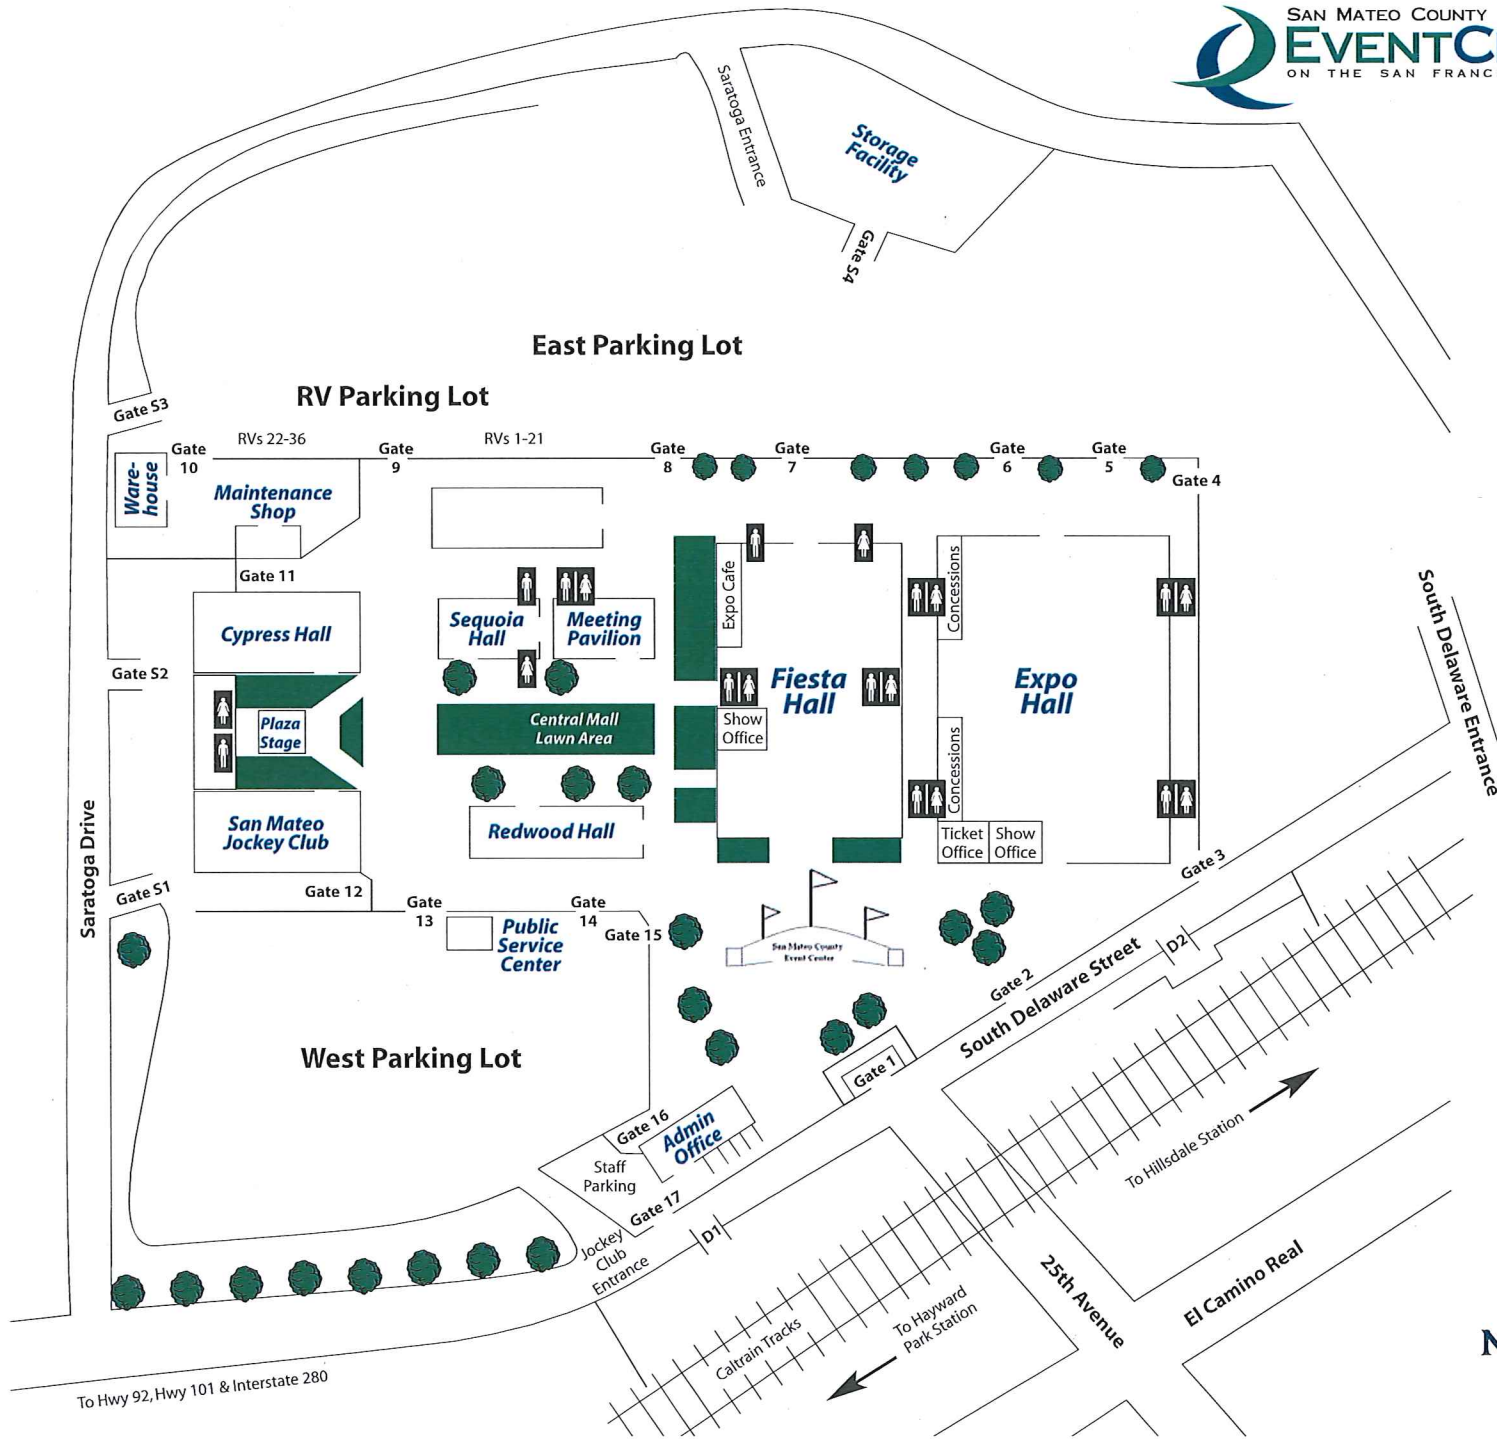 SAN MATEO COUNTY
EVENTC
ON THE SAN FRANC
Saratoga Entrance
Storage
Facility
Gate S4
East Parking Lot
RV Parking Lot
Gate S3
RVs 22-36
RVs 1-21
Gate
10
Gate
9
Gate
8
Gate
7
Gate
6
Gate
5
Gate 4
Ware-
house
Maintenance
Shop
Gate 11
Expo Cafe
Concessions
South Delaware Entrance
Cypress Hall
Sequoia
Hall
Meeting
Pavilion
Gate S2
Fiesta
Hall
Expo
Hall
Plaza
Stage
Central Mall
Lawn Area
Show
Office
Concessions
Saratoga Drive
San Mateo
Jockey Club
Redwood Hall
Ticket
Office
Show
Office
Gate 3
Gate S1
Gate 12
Gate
13
Gate
14
Public
Service
Center
Gate 15
San Mateo County
Event Center
D2
Gate 2
South Delaware Street
West Parking Lot
Gate 1
Gate 16
Admin
Office
Staff
Parking
Gate 17
To Hillsdale Station
Jockey
Club
Entrance
D1
25th Avenue
El Camino Real
To Hayward
Park Station
Caltrain Tracks
N
To Hwy 92, Hwy 101 & Interstate 280